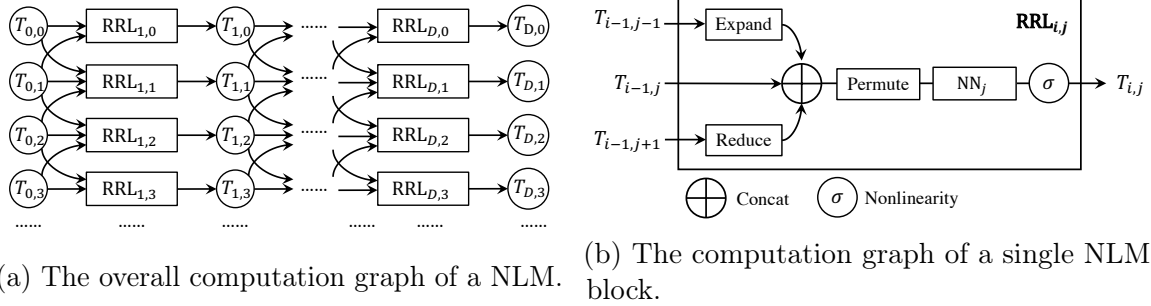 T0,0 RRL1,0 T1,0 ...... RRLD,0 TD,0
T0,1 RRL1,1 T1,1 ...... RRLD,1 TD,1
T0,2 RRL1,2 T1,2 ...... RRLD,2 TD,2
T0,3 RRL1,3 T1,3 ...... RRLD,3 TD,3
...... ...... ...... ...... ......
(a) The overall computation graph of a NLM.
Ti−1,j−1 Expand RRLi,j
Ti−1,j Permute NNj σ Ti,j
Ti−1,j+1 Reduce
Concat σ Nonlinearity
(b) The computation graph of a single NLM
block.